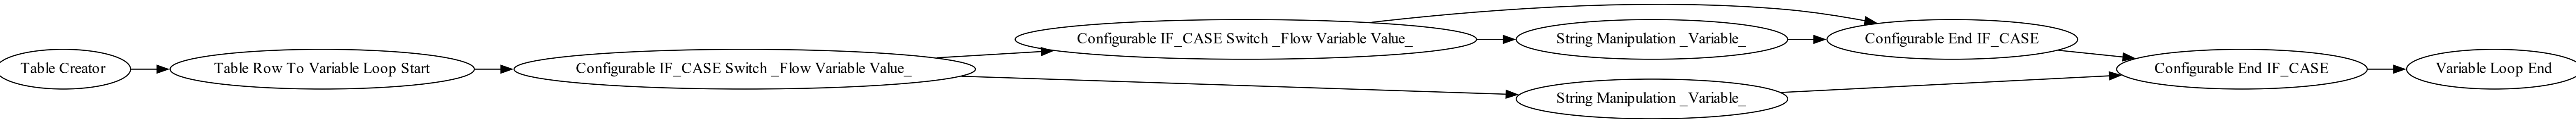 Table Creator
Table Row To Variable Loop Start
Configurable IF_CASE Switch _Flow Variable Value_
Configurable IF_CASE Switch _Flow Variable Value_
String Manipulation _Variable_
Configurable End IF_CASE
String Manipulation _Variable_
Configurable End IF_CASE
Variable Loop End